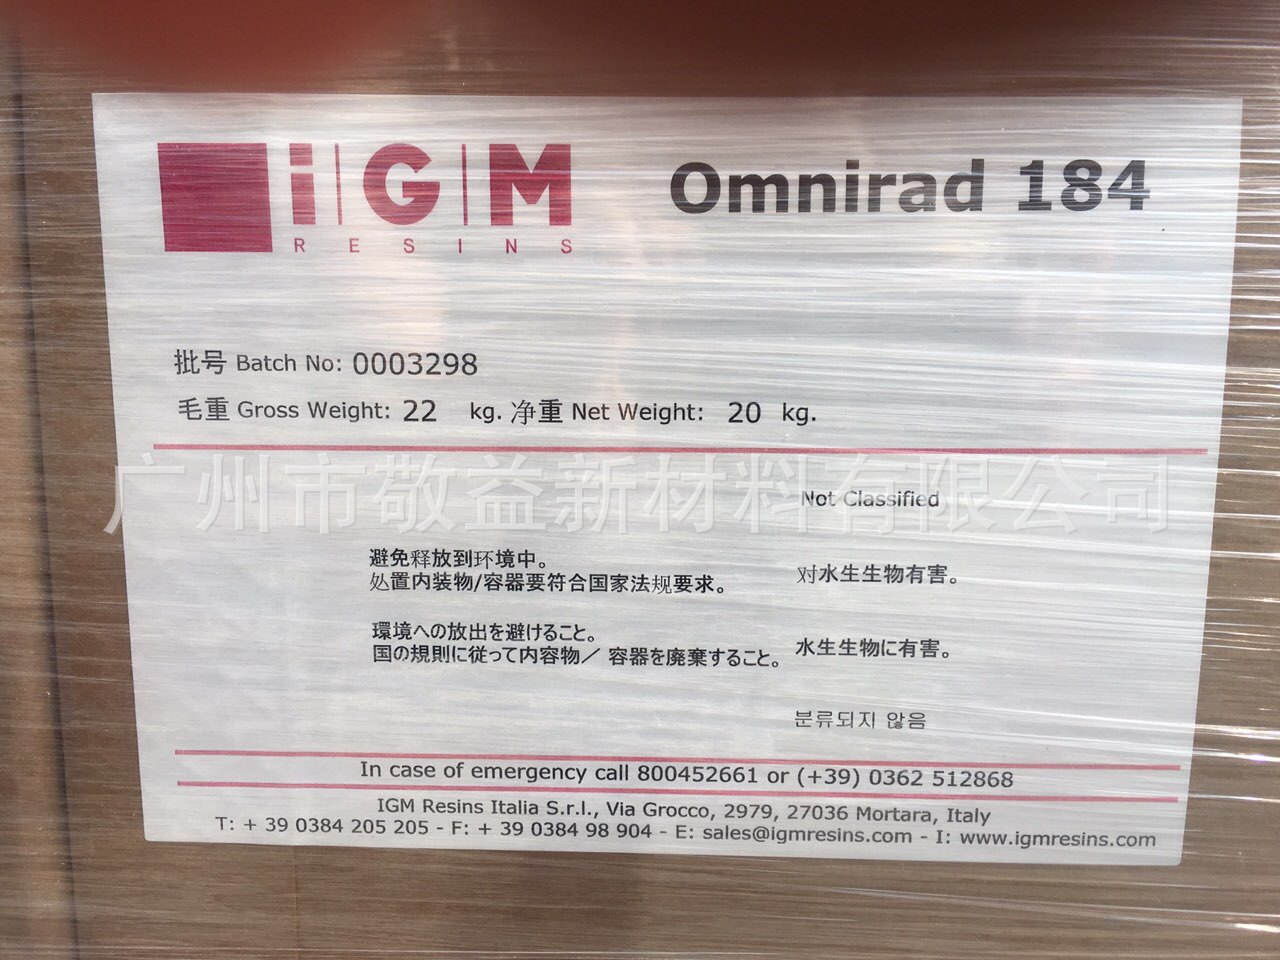 iGM
RESINS
Omnirad 184
批号 Batch No: 0003298
毛重 Gross Weight: 22 kg. 净重 Net Weight: 20 kg.
广州市敬益新材料有限公司
Not Classified
避免释放到环境中。
处置内装物/容器要符合国家法规要求。
对水生生物有害。
環境への放出を避けること。
国の規則に従って内容物／ 容器を廃棄すること。
水生生物に有害。
분류되지 않음
In case of emergency call 800452661 or (+39) 0362 512868
IGM Resins Italia S.r.l., Via Grocco, 2979, 27036 Mortara, Italy
T: + 39 0384 205 205 - F: + 39 0384 98 904 - E: sales@igmresins.com - I: www.igmresins.com